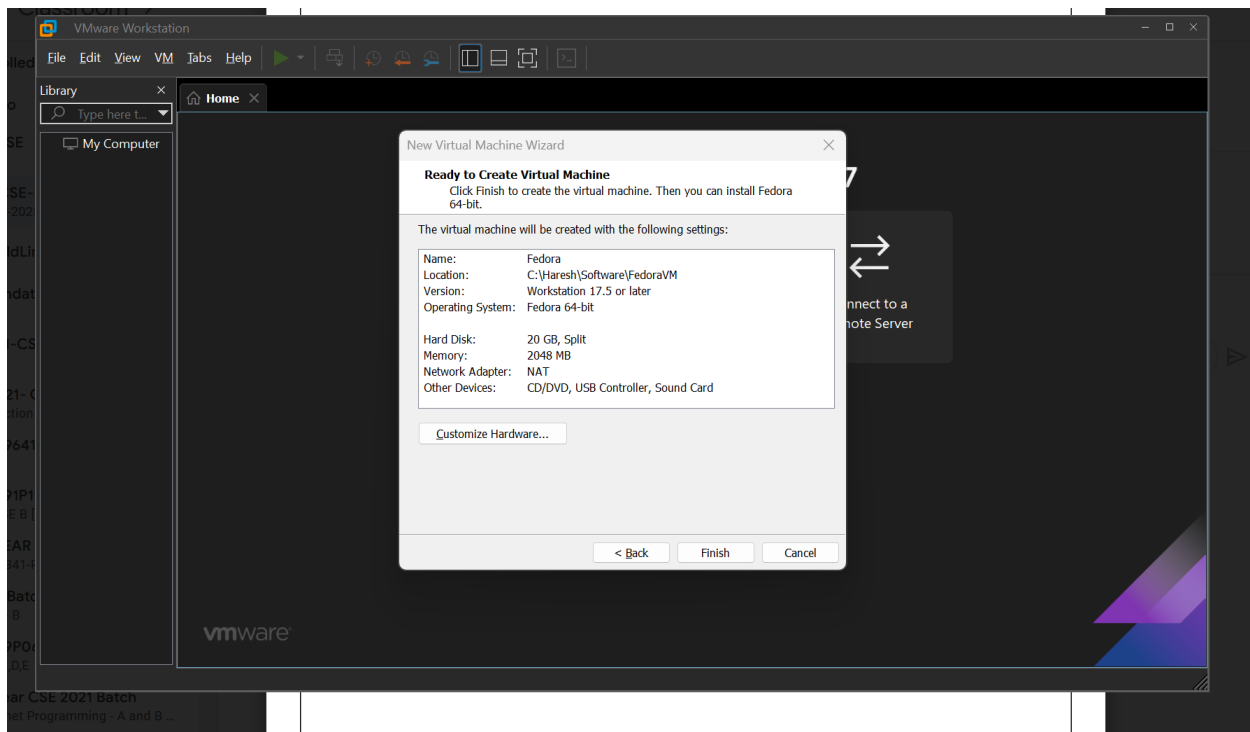 Classroom
VMware Workstation
File Edit View VM Tabs Help
Library
Home
Type here t...
My Computer
New Virtual Machine Wizard
Ready to Create Virtual Machine
Click Finish to create the virtual machine. Then you can install Fedora
64-bit.
The virtual machine will be created with the following settings:
Name: Fedora
Location: C:\Haresh\Software\FedoraVM
Version: Workstation 17.5 or later
Operating System: Fedora 64-bit
Hard Disk: 20 GB, Split
Memory: 2048 MB
Network Adapter: NAT
Other Devices: CD/DVD, USB Controller, Sound Card
Customize Hardware...
< Back Finish Cancel
7
nnect to a
note Server
vmware
ear CSE 2021 Batch
net Programming - A and B ...